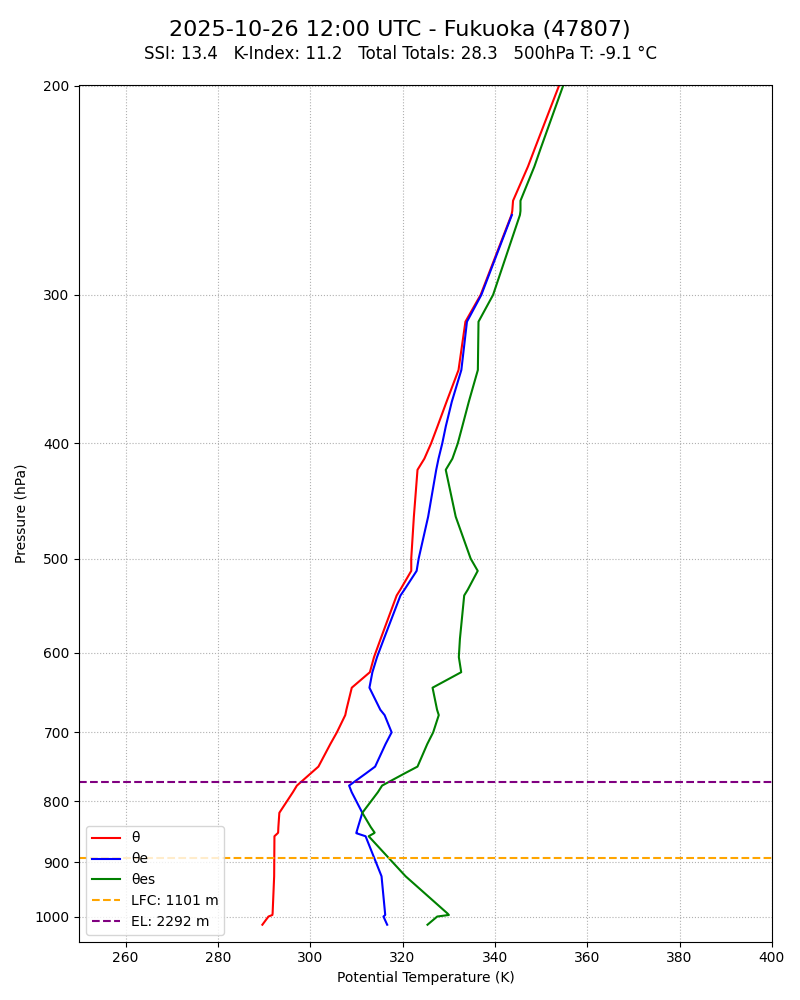 2025-10-26 12:00 UTC - Fukuoka (47807)
SSI: 13.4 K-Index: 11.2 Total Totals: 28.3 500hPa T: -9.1 °C
200
300
400
500
600
700
800
900
1000
Pressure (hPa)
θ
θe
θes
LFC: 1101 m
EL: 2292 m
260 280 300 320 340 360 380 400
Potential Temperature (K)